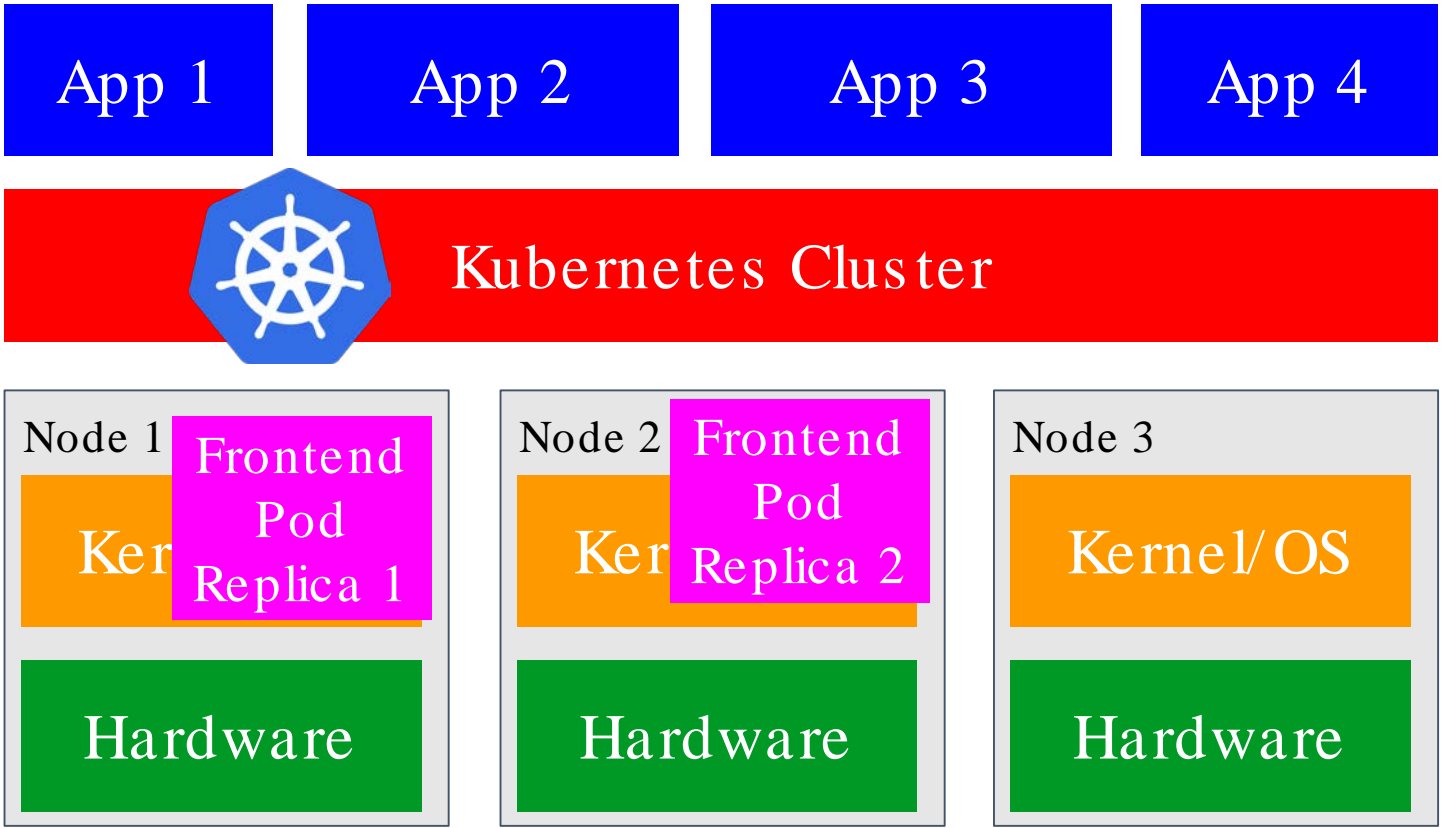 App 1
App 2
App 3
App 4
Kubernetes Cluster
Node 1
Frontend
Pod
Replica 1
Ker
Hardware
Node 2
Frontend
Pod
Replica 2
Ker
Hardware
Node 3
Kernel/OS
Hardware